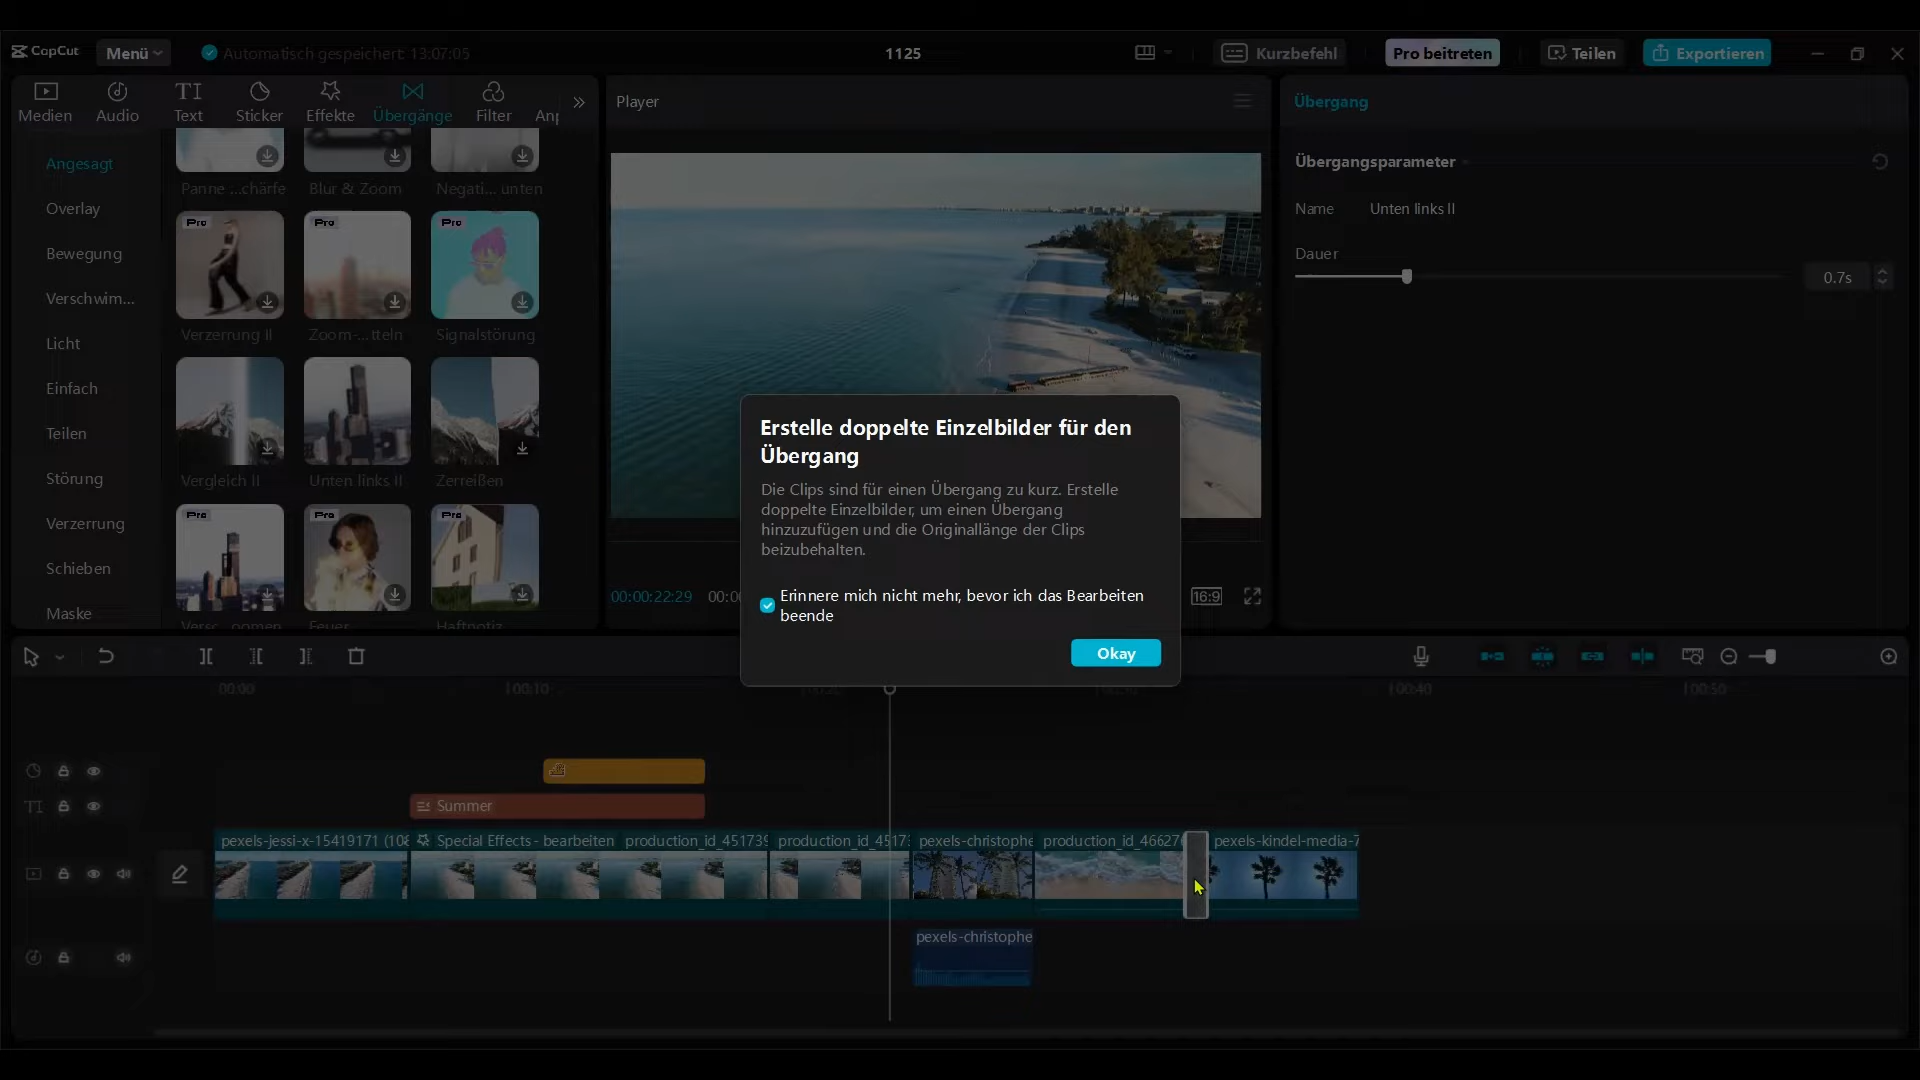 CapCut
Menü
Automatisch gespeichert: 13:07:05
1125
Kurzbefehl
Pro beitreten
Teilen
Exportieren
Medien
Audio
TI Text
Sticker
Effekte
Übergänge
Filter
Player
Übergang
Angesagt
Overlay
Bewegung
Verschwim...
Licht
Einfach
Teilen
Störung
Verzerrung
Schieben
Maske
Panne ...chärfe
Blur & Zoom
Negati... unten
Pro
Pro
Pro
Verzerrung II
Zoom-...tteln
Signalstörung
Vergleich II
Unten links II
Zerreißen
Pro
Pro
Pro
Versc...oomen
Feuer
Haftnotiz
Übergangsparameter
Name
Unten links II
Dauer
0.7s
Erstelle doppelte Einzelbilder für den
Übergang
Die Clips sind für einen Übergang zu kurz. Erstelle
doppelte Einzelbilder, um einen Übergang
hinzuzufügen und die Originallänge der Clips
beizubehalten.
Erinnere mich nicht mehr, bevor ich das Bearbeiten
beende
Okay
00:00:22:29
00:0
16:9
00:00
00:10
00:40
00:50
TI
Summer
pexels-jessi-x-15419171 (108
Special Effects - bearbeiten
production_id_451739
production_id_4517
pexels-christophe
production_id_46627
pexels-kindel-media-7
pexels-christophe